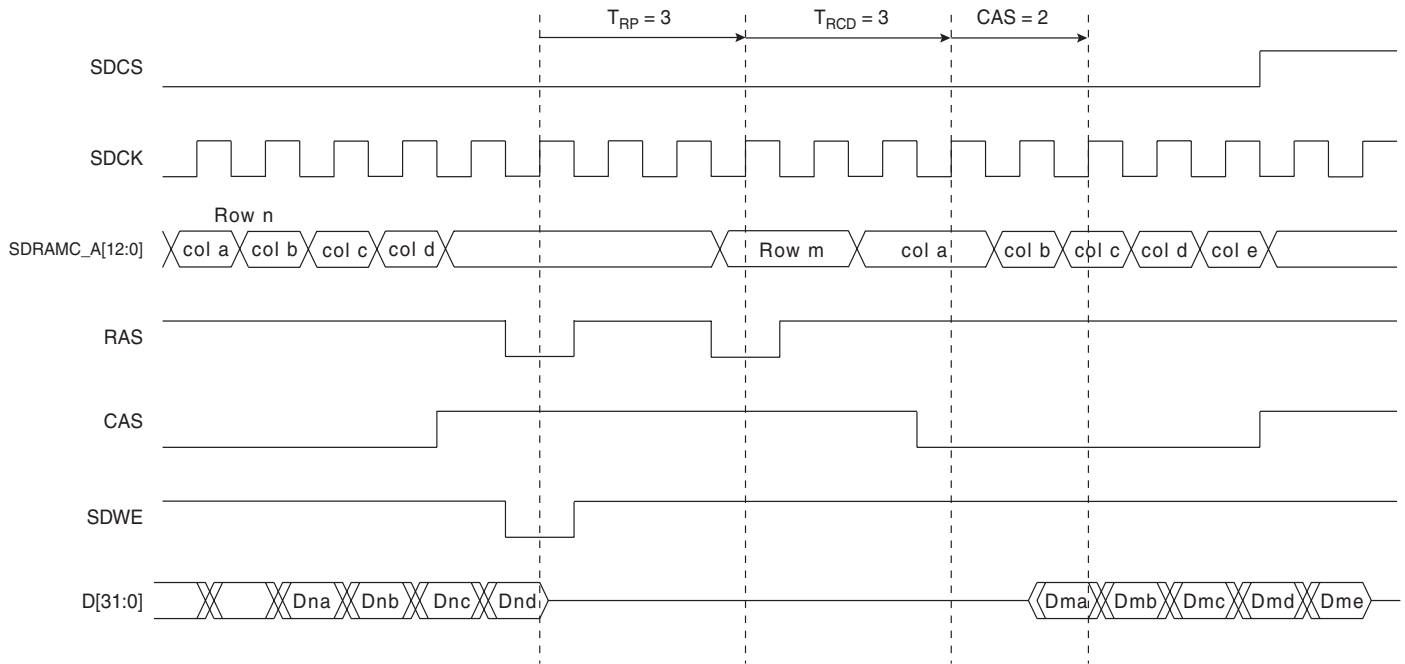 T_RP = 3 T_RCD = 3 CAS = 2
SDCS
SDCK
Row n
SDRAMC_A[12:0] col a col b col c col d Row m col a col b col c col d col e
RAS
CAS
SDWE
D[31:0] Dna Dnb Dnc Dnd Dma Dmb Dmc Dmd Dme